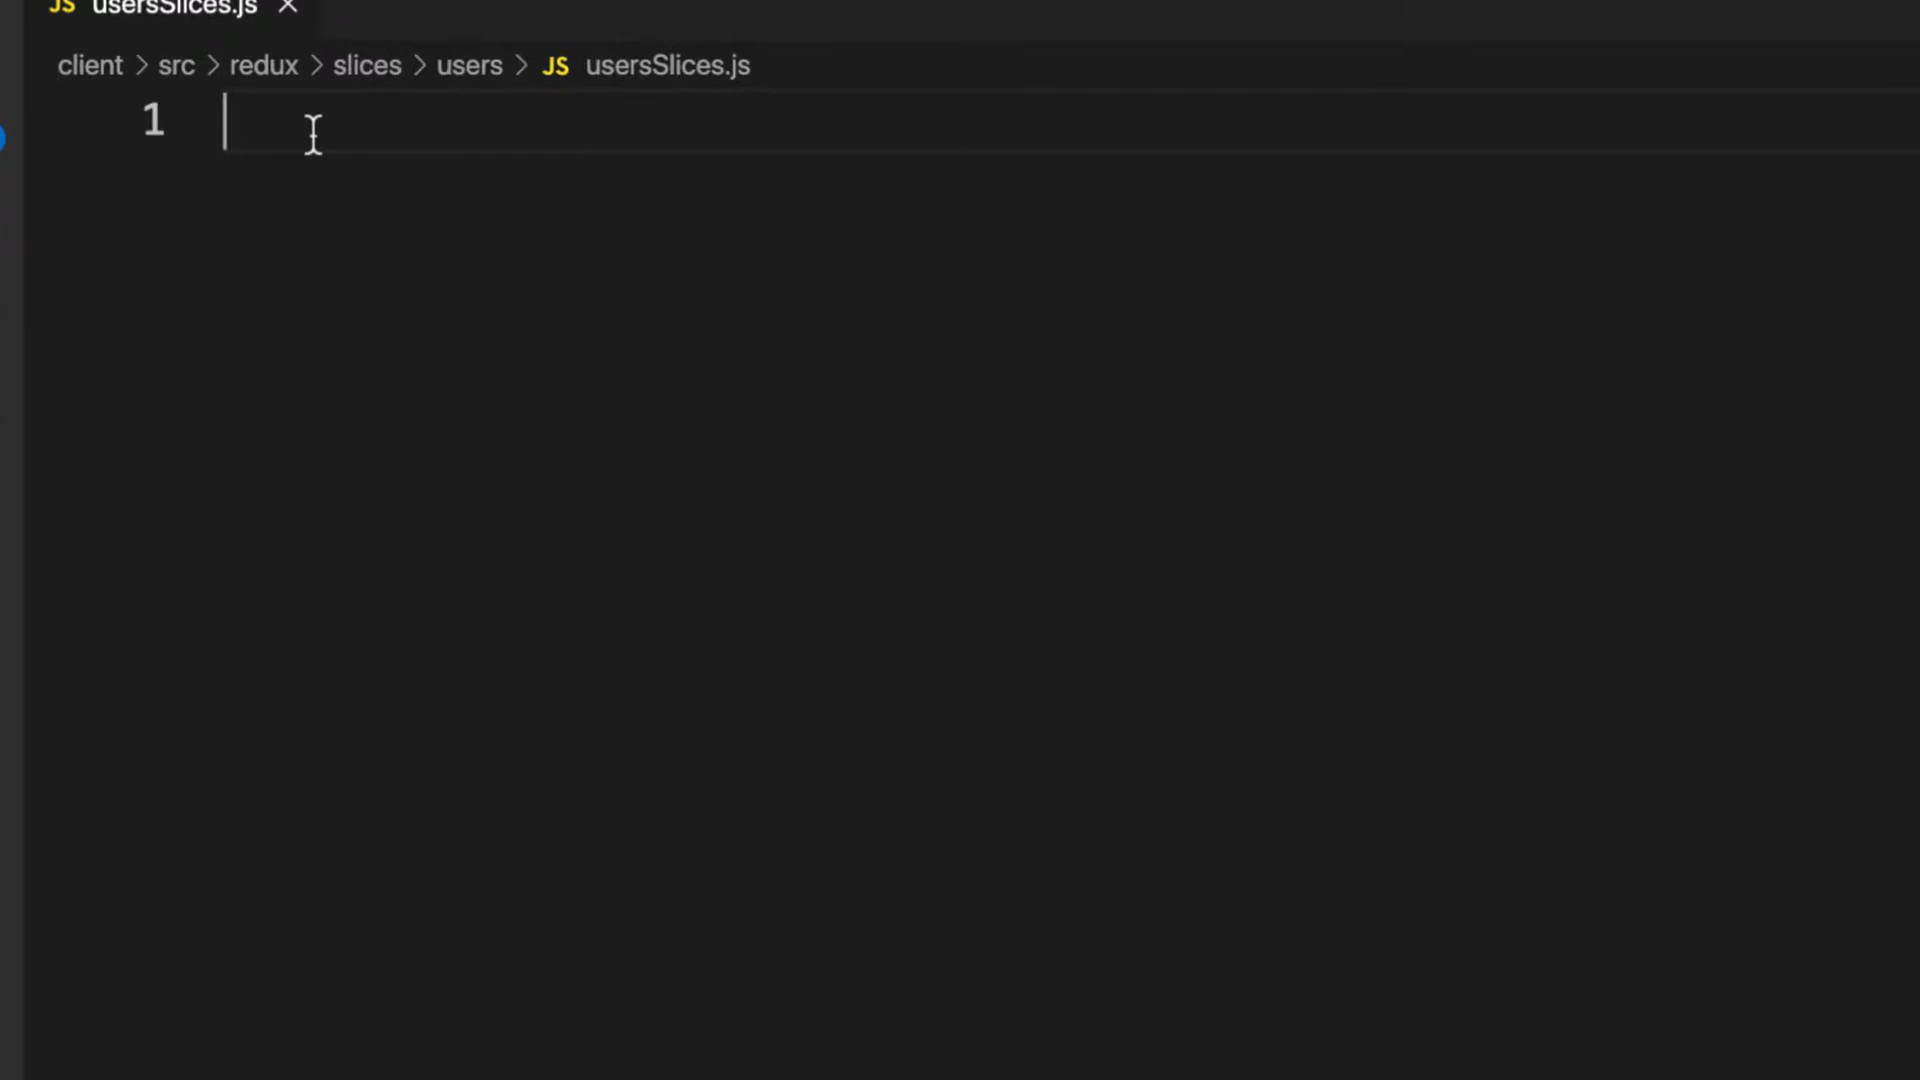 JS usersSlices.js
client > src > redux > slices > users > JS usersSlices.js
1